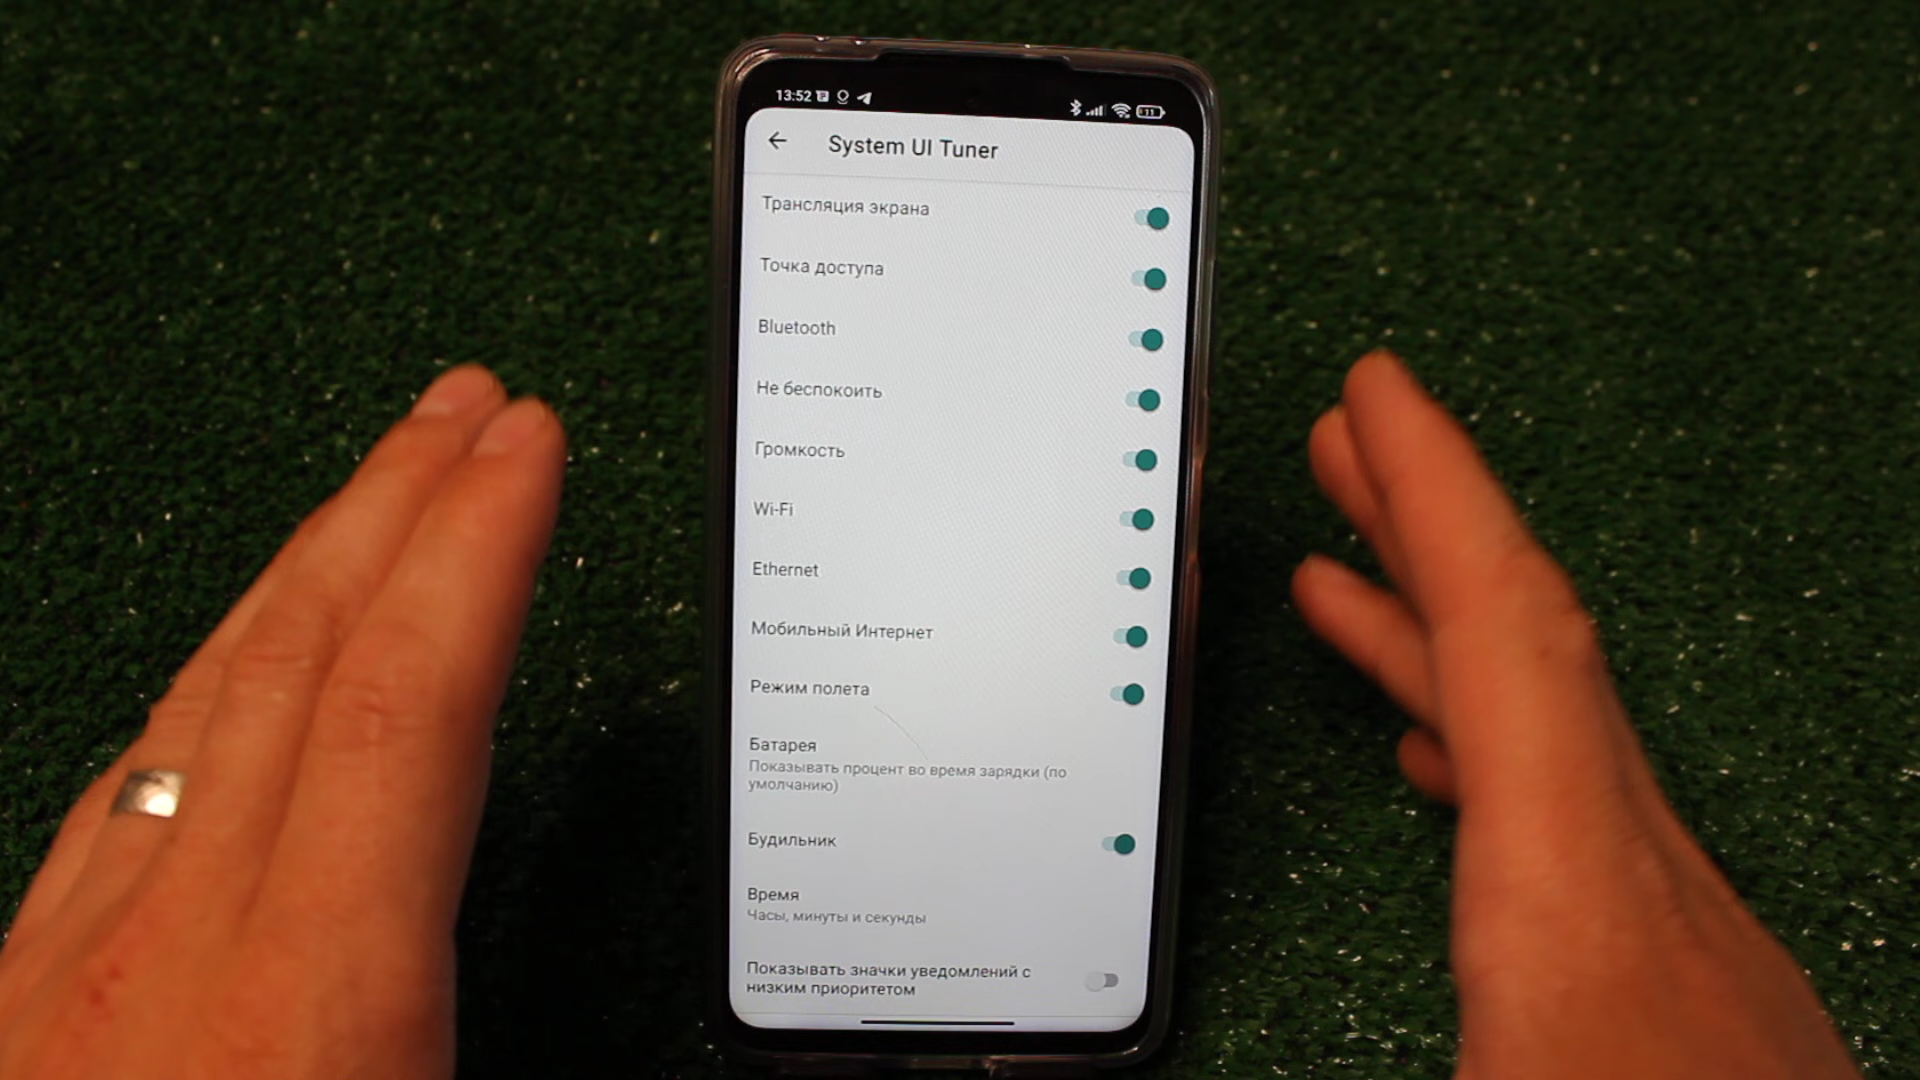 13:52
11
System UI Tuner
Трансляция экрана
Точка доступа
Bluetooth
Не беспокоить
Громкость
Wi-Fi
Ethernet
Мобильный Интернет
Режим полета
Батарея
Показывать процент во время зарядки (по
умолчанию)
Будильник
Время
Часы, минуты и секунды
Показывать значки уведомлений с
низким приоритетом